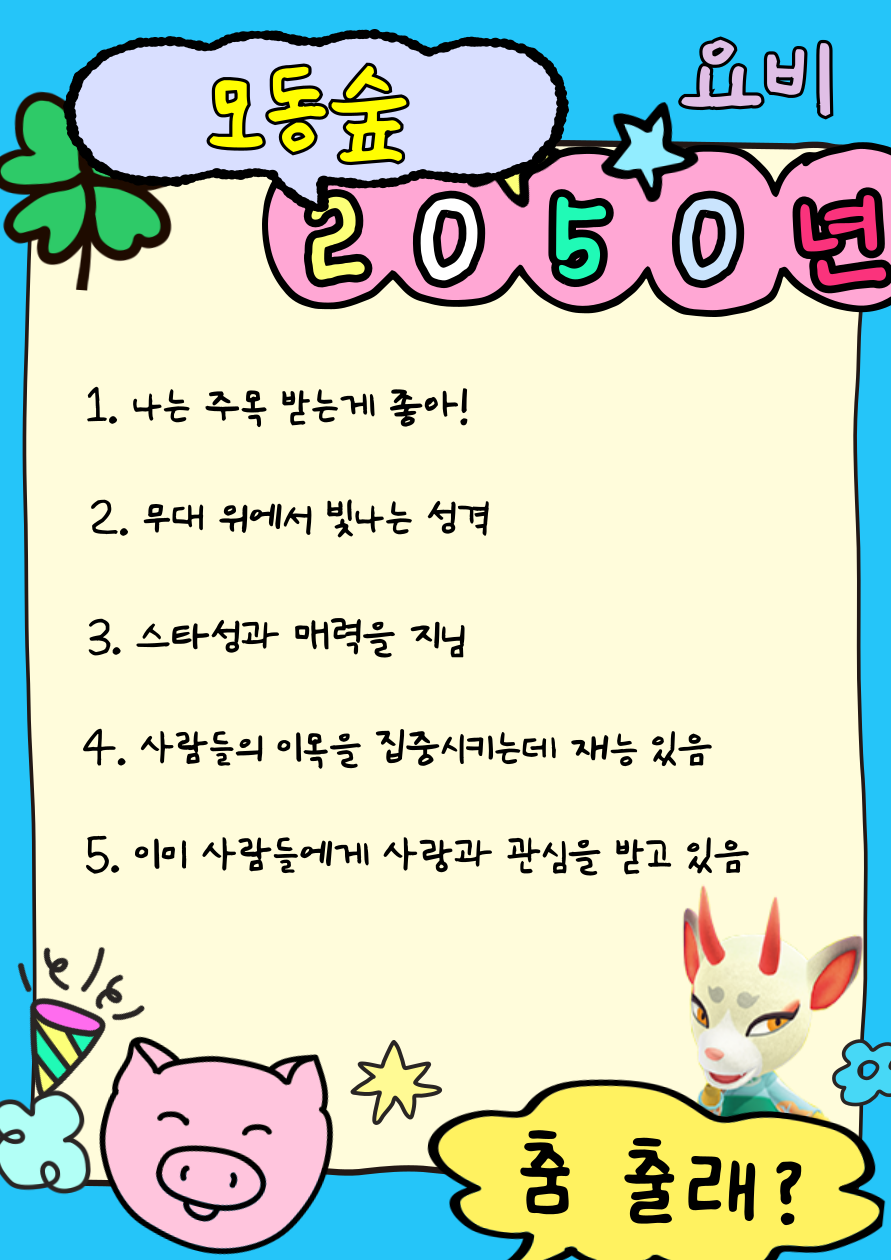 모동숲
요비
2050년
1. 나는 주목 받는게 좋아!
2. 무대 위에서 빛나는 성격
3. 스타성과 매력을 지님
4. 사람들의 이목을 집중시키는데 재능 있음
5. 이미 사람들에게 사랑과 관심을 받고 있음
춤 출래?